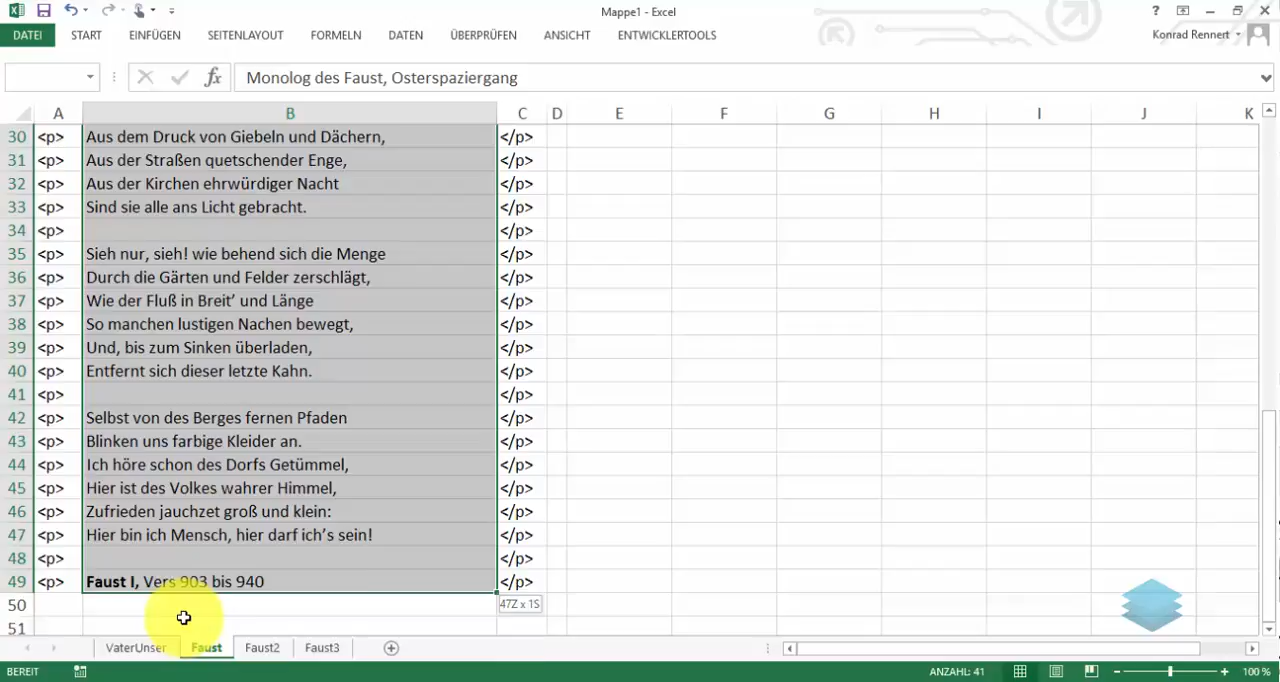 Mappe1 - Excel
?
DATEI START EINFÜGEN SEITENLAYOUT FORMELN DATEN ÜBERPRÜFEN ANSICHT ENTWICKLERTOOLS Konrad Rennert
fx Monolog des Faust, Osterspaziergang
A B C D E F G H I J K
30 <p> Aus dem Druck von Giebeln und Dächern, </p>
31 <p> Aus der Straßen quetschender Enge, </p>
32 <p> Aus der Kirchen ehrwürdiger Nacht </p>
33 <p> Sind sie alle ans Licht gebracht. </p>
34 <p> </p>
35 <p> Sieh nur, sieh! wie behend sich die Menge </p>
36 <p> Durch die Gärten und Felder zerschlägt, </p>
37 <p> Wie der Fluß in Breit’ und Länge </p>
38 <p> So manchen lustigen Nachen bewegt, </p>
39 <p> Und, bis zum Sinken überladen, </p>
40 <p> Entfernt sich dieser letzte Kahn. </p>
41 <p> </p>
42 <p> Selbst von des Berges fernen Pfaden </p>
43 <p> Blinken uns farbige Kleider an. </p>
44 <p> Ich höre schon des Dorfs Getümmel, </p>
45 <p> Hier ist des Volkes wahrer Himmel, </p>
46 <p> Zufrieden jauchzet groß und klein: </p>
47 <p> Hier bin ich Mensch, hier darf ich’s sein! </p>
48 <p> </p>
49 <p> Faust I, Vers 903 bis 940 </p>
50 47Z x 1S
51
VaterUnser Faust Faust2 Faust3
BEREIT ANZAHL: 41 100 %